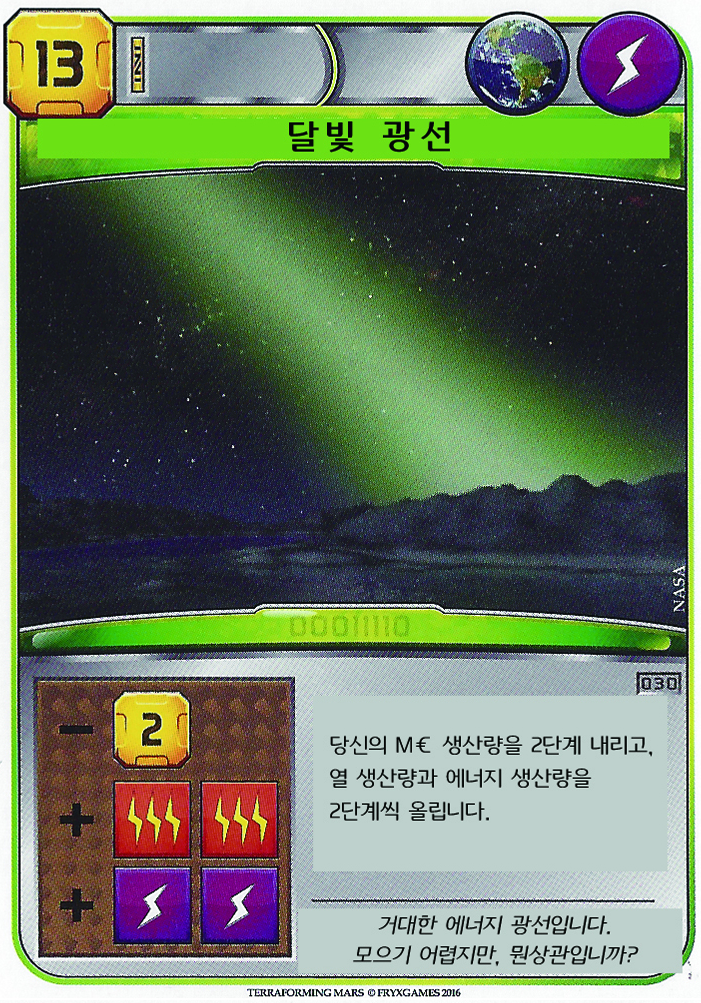 13
달빛 광선
NASA
00011110
030
2
당신의 M€ 생산량을 2단계 내리고,
열 생산량과 에너지 생산량을
2단계씩 올립니다.
거대한 에너지 광선입니다.
모으기 어렵지만, 뭔상관입니까?
TERRAFORMING MARS © FRYXGAMES 2016